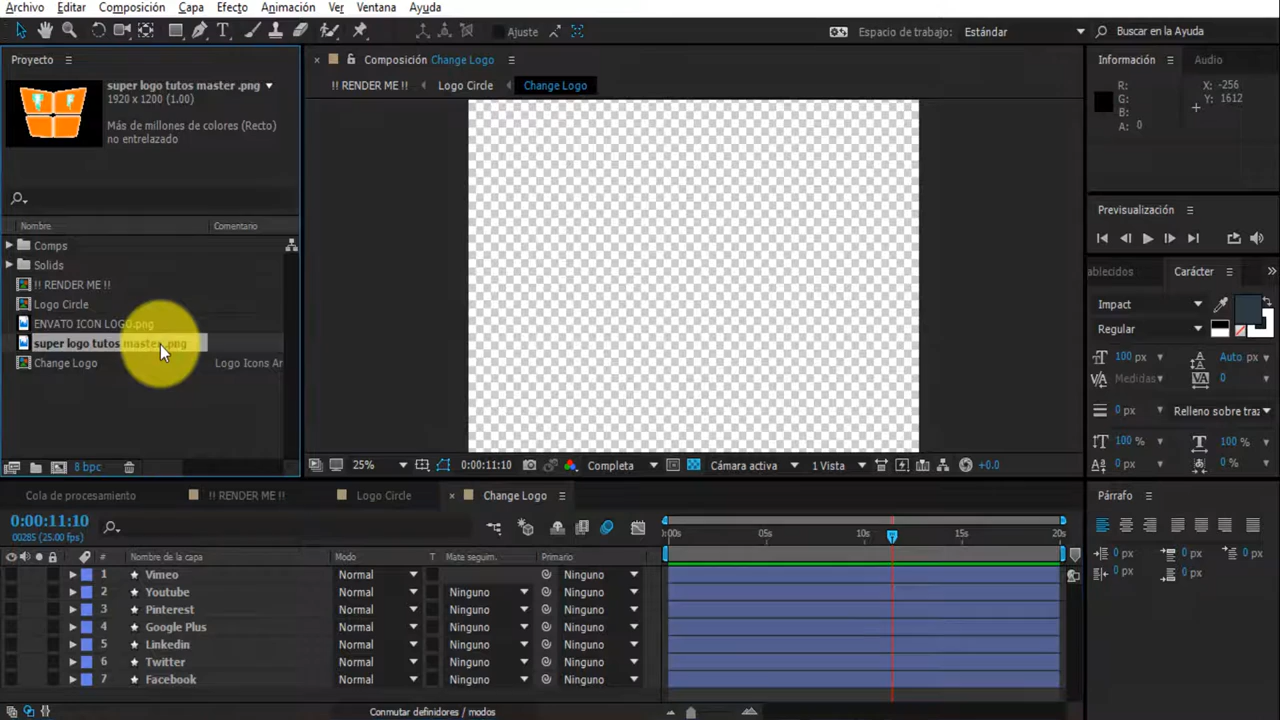 Archivo Editar Composición Capa Efecto Animación Ver Ventana Ayuda
Ajuste Espacio de trabajo: Estándar Buscar en la Ayuda
Proyecto
super logo tutos master .png
1920 x 1200 (1.00)
Más de millones de colores (Recto)
no entrelazado
Nombre Comentario
Comps
Solids
!! RENDER ME !!
Logo Circle
ENVATO ICON LOGO.png
super logo tutos master .png
Change Logo Logo Icons Ar
8 bpc
Composición Change Logo
!! RENDER ME !! Logo Circle Change Logo
25% 0:00:11:10 Completa Cámara activa 1 Vista +0.0
Información Audio
R: X: -256
G: Y: 1612
B:
A: 0
Previsualización
ablecidos Carácter
Impact
Regular
100 px Auto px
Medidas 0
0 px Relleno sobre tra
100 % 100 %
0 px 0 %
Párrafo
0 px 0 px 0 px
0 px 0 px
Cola de procesamiento !! RENDER ME !! Logo Circle Change Logo
0:00:11:10
00285 (25.00 fps)
:00s 05s 10s 15s 20s
# Nombre de la capa Modo T Mate seguim. Primario
1 Vimeo Normal Ninguno
2 Youtube Normal Ninguno Ninguno
3 Pinterest Normal Ninguno Ninguno
4 Google Plus Normal Ninguno Ninguno
5 Linkedin Normal Ninguno Ninguno
6 Twitter Normal Ninguno Ninguno
7 Facebook Normal Ninguno Ninguno
Conmutar definidores / modos